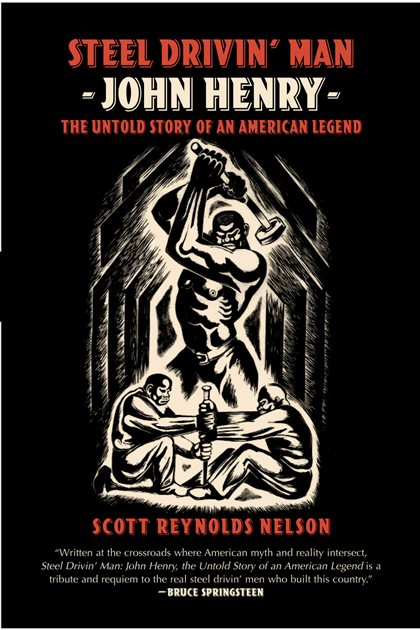 STEEL DRIVIN' MAN
- JOHN HENRY -
THE UNTOLD STORY OF AN AMERICAN LEGEND
SCOTT REYNOLDS NELSON
“Written at the crossroads where American myth and reality intersect,
Steel Drivin' Man: John Henry, the Untold Story of an American Legend is a
tribute and requiem to the real steel drivin' men who built this country.”
—BRUCE SPRINGSTEEN